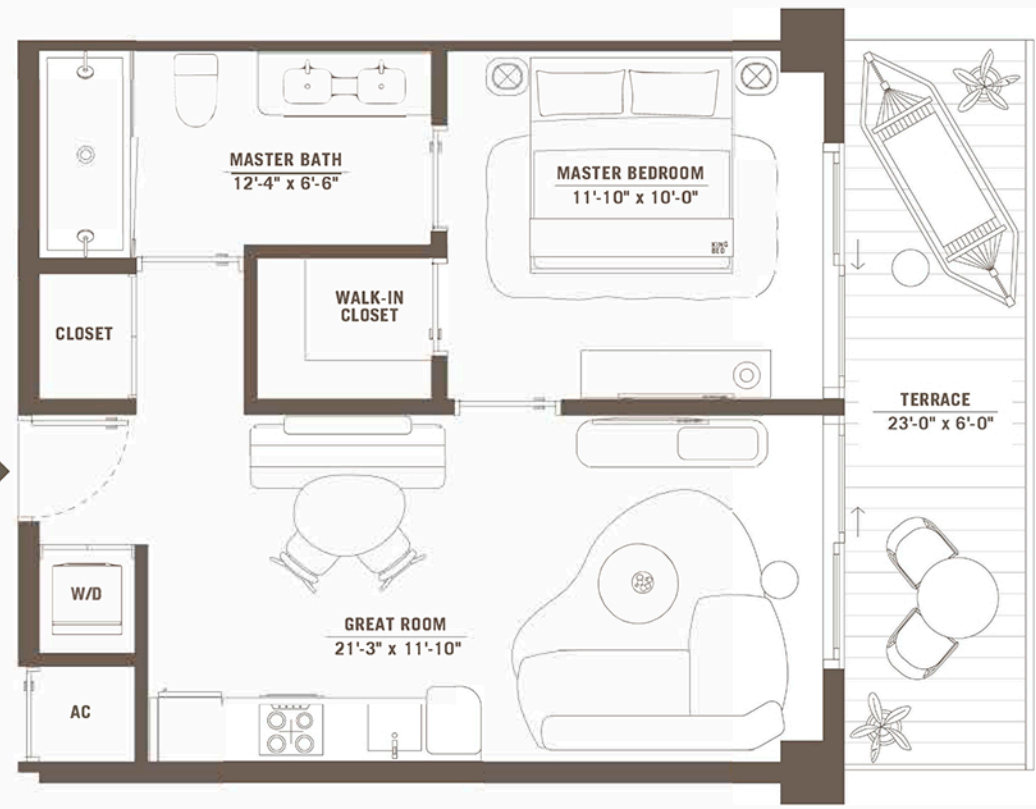 MASTER BATH
12'-4" x 6'-6"
MASTER BEDROOM
11'-10" x 10'-0"
KING
BED
WALK-IN
CLOSET
CLOSET
TERRACE
23'-0" x 6'-0"
W/D
GREAT ROOM
21'-3" x 11'-10"
AC